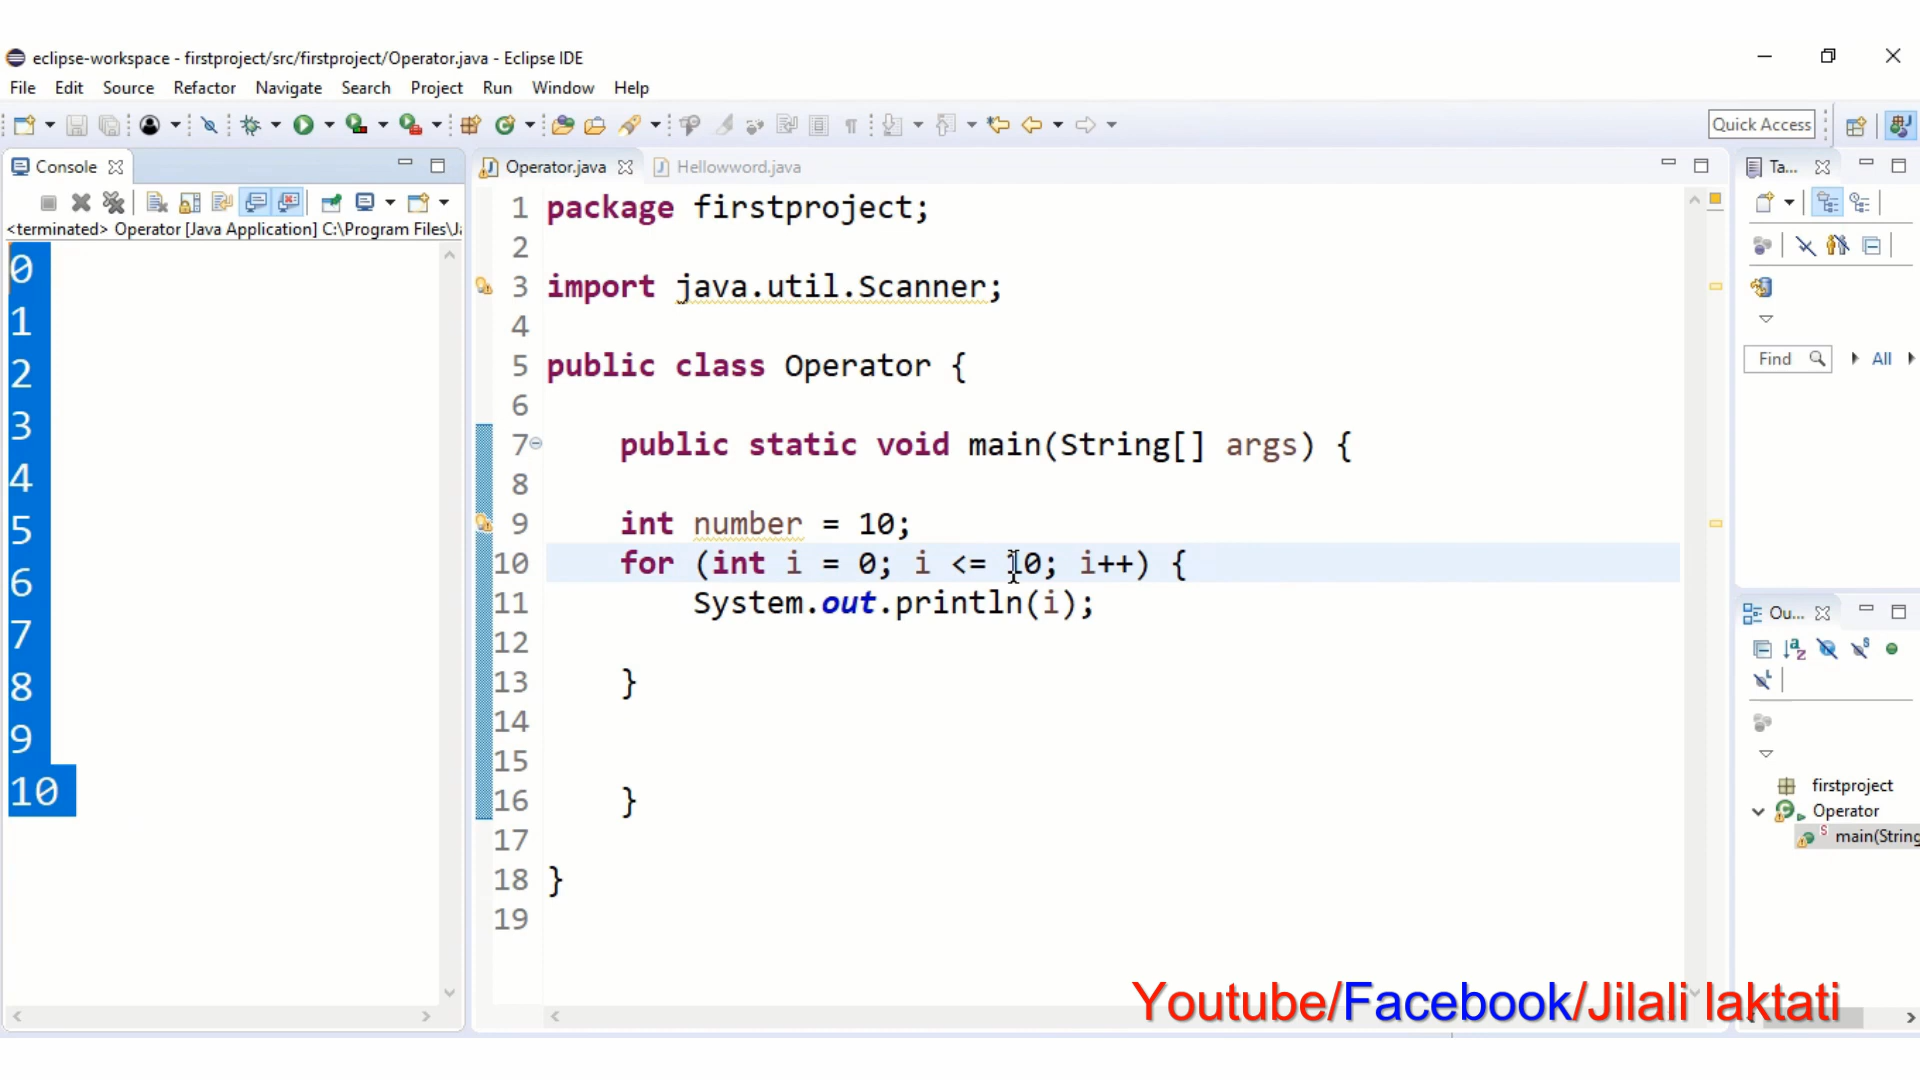 eclipse-workspace - firstproject/src/firstproject/Operator.java - Eclipse IDE
File Edit Source Refactor Navigate Search Project Run Window Help
Quick Access
Console
<terminated> Operator [Java Application] C:\Program Files\Ja
0
1
2
3
4
5
6
7
8
9
10
Operator.java Hellowword.java
1 package firstproject;
2
3 import java.util.Scanner;
4
5 public class Operator {
6
7 public static void main(String[] args) {
8
9 int number = 10;
10 for (int i = 0; i <= 10; i++) {
11 System.out.println(i);
12
13 }
14
15
16 }
17
18 }
19
Ta...
Find All
Ou...
firstproject
Operator
main(String
Youtube/Facebook/Jilali laktati